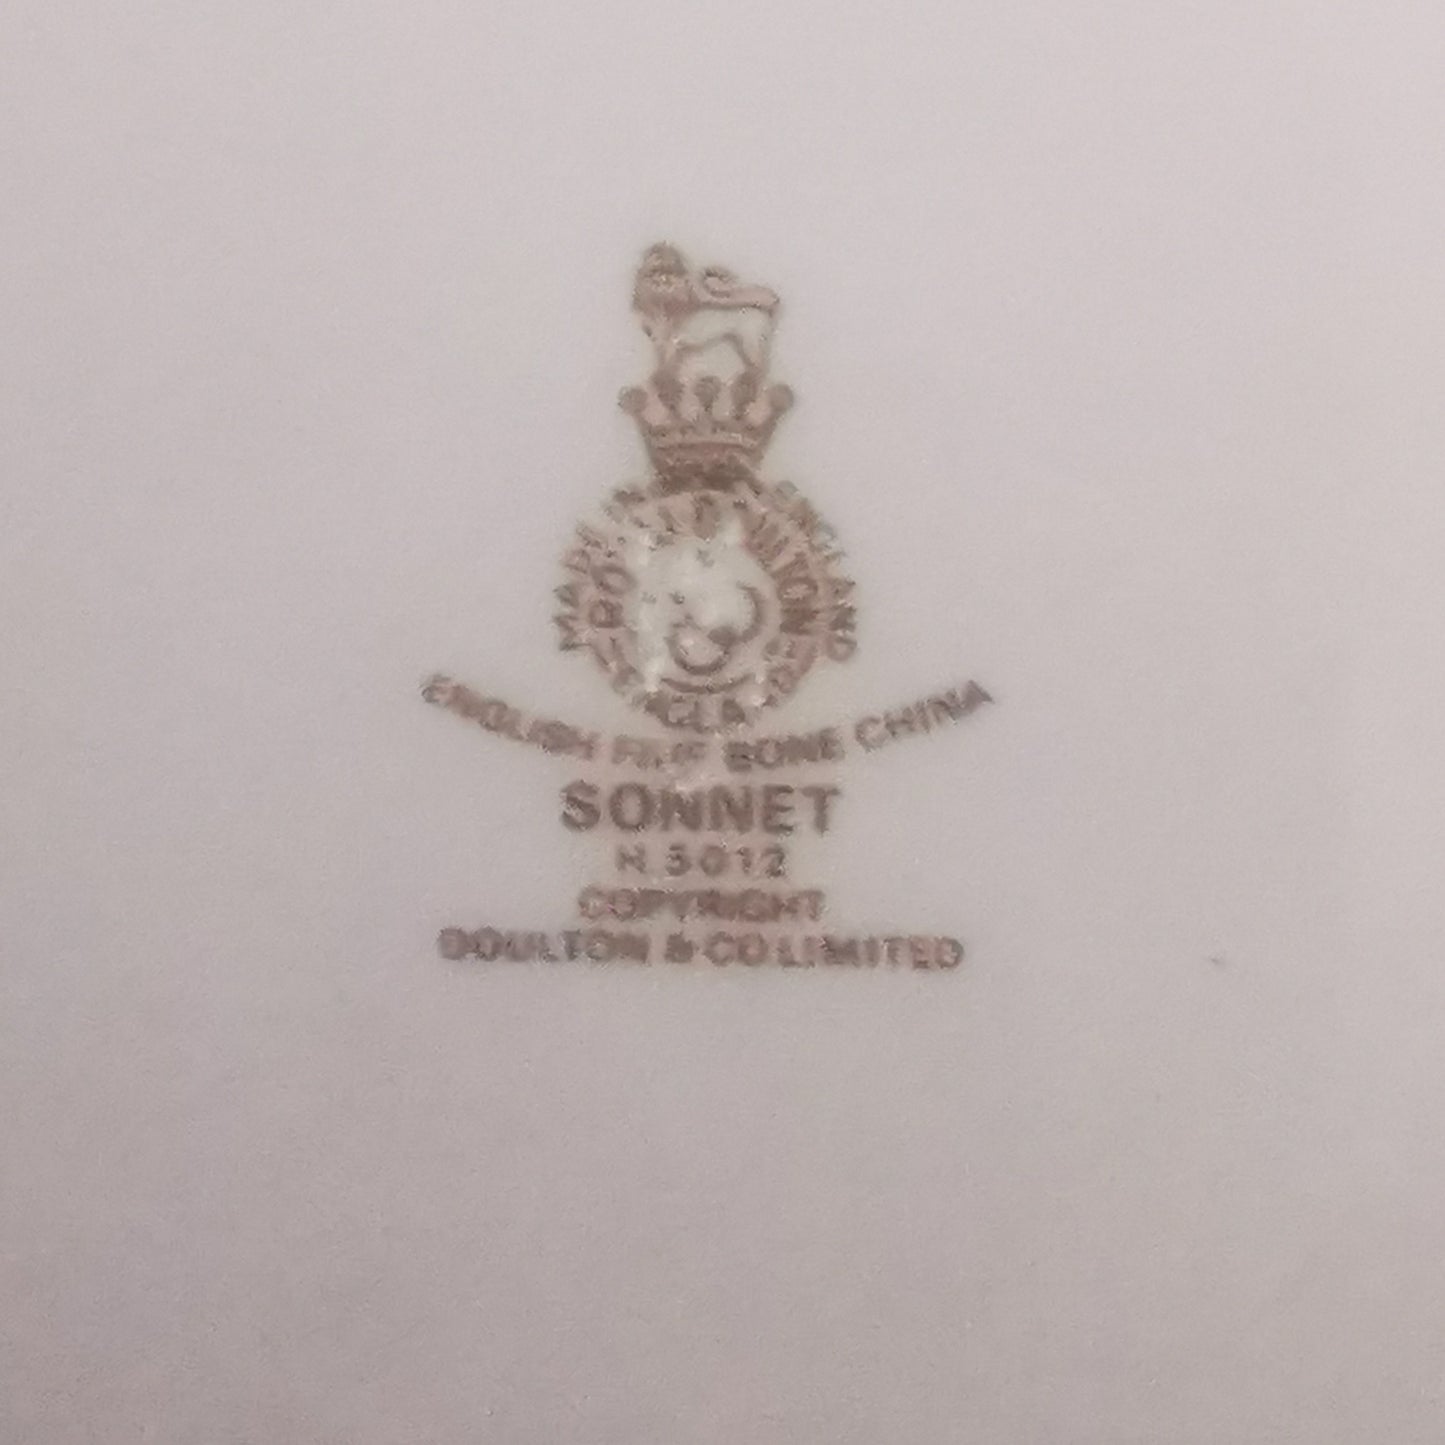 MADE IN ENGLAND
ROYAL DOULTON
ENGLISH FINE BONE CHINA
SONNET
H 5012
COPYRIGHT
DOULTON & CO LIMITED